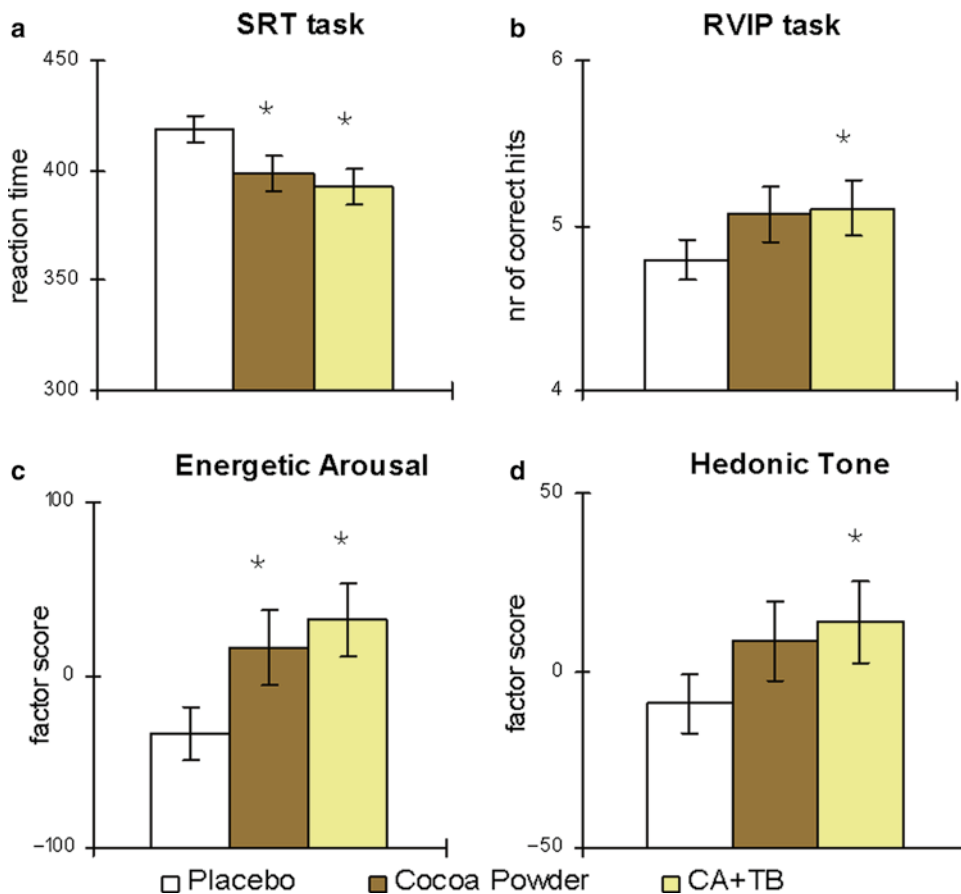 a SRT task
450
400
350
300
reaction time
*
*
b RVIP task
6
5
4
nr of correct hits
*
c Energetic Arousal
100
0
−100
factor score
*
*
d Hedonic Tone
50
0
−50
factor score
*
Placebo Cocoa Powder CA+TB